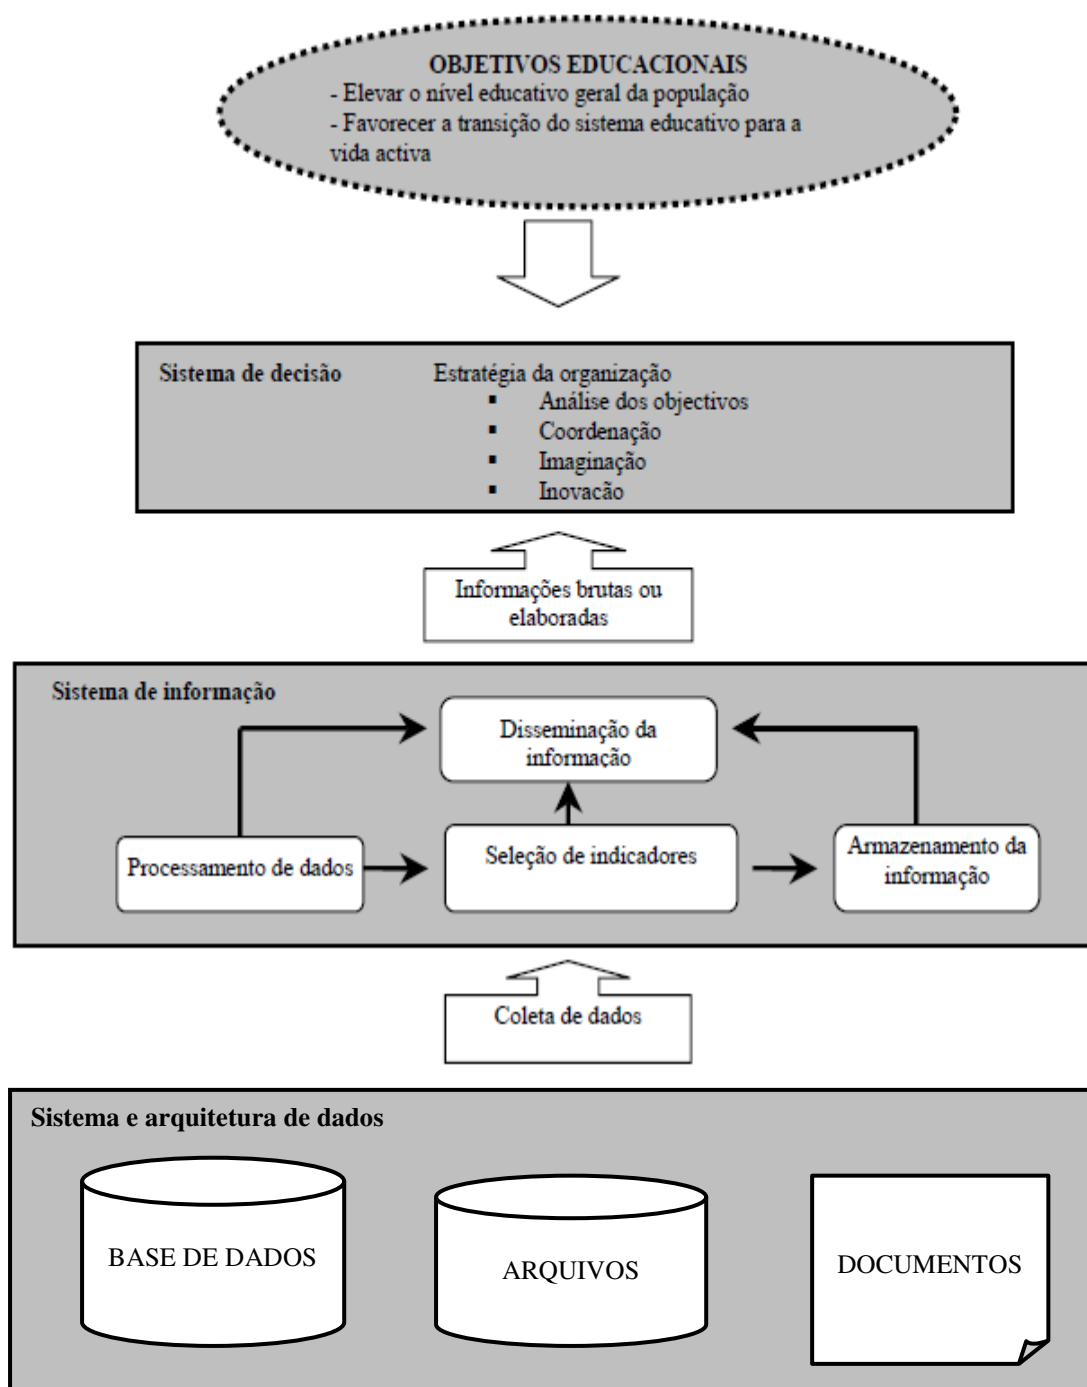 OBJETIVOS EDUCACIONAIS
- Elevar o nível educativo geral da população
- Favorecer a transição do sistema educativo para a
vida activa
Sistema de decisão
Estratégia da organização
▪ Análise dos objectivos
▪ Coordenação
▪ Imaginação
▪ Inovacão
Informações brutas ou
elaboradas
Sistema de informação
Disseminação da
informação
Processamento de dados
Seleção de indicadores
Armazenamento da
informação
Coleta de dados
Sistema e arquitetura de dados
BASE DE DADOS
ARQUIVOS
DOCUMENTOS